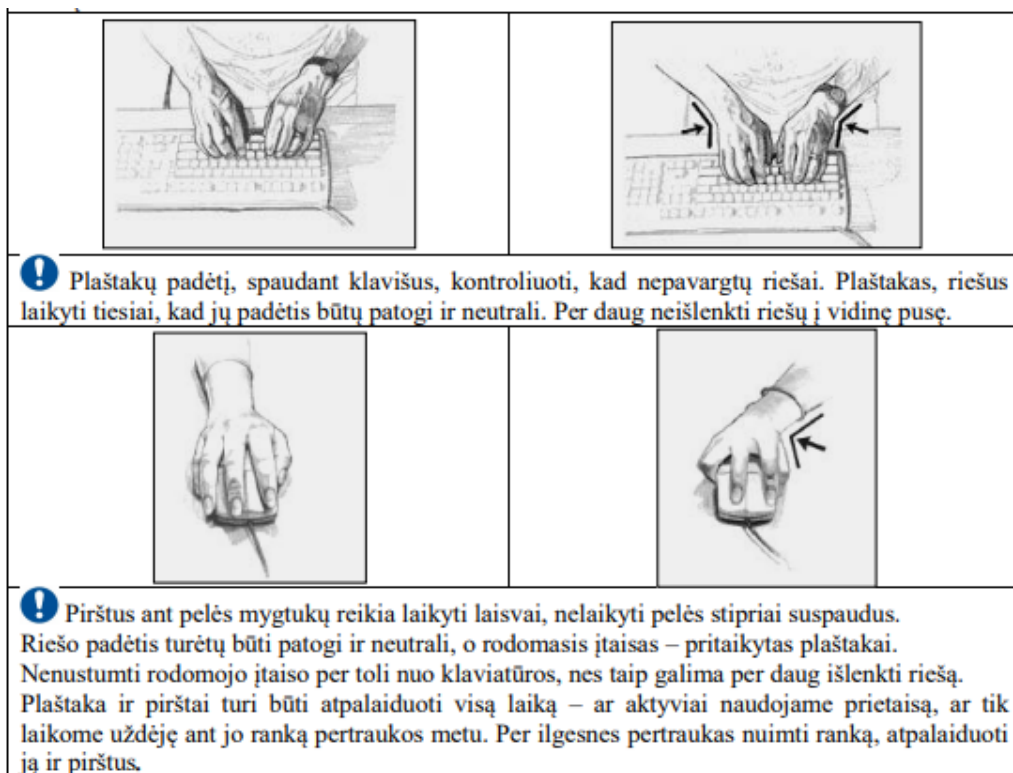 Plaštakų padėtį, spaudant klavišus, kontroliuoti, kad nepavargtų riešai. Plaštakas, riešus
laikyti tiesiai, kad jų padėtis būtų patogi ir neutrali. Per daug neišlenkti riešų į vidinę pusę.
Pirštus ant pelės mygtukų reikia laikyti laisvai, nelaikyti pelės stipriai suspaudus.
Riešo padėtis turėtų būti patogi ir neutrali, o rodomasis įtaisas – pritaikytas plaštakai.
Nenustumti rodomojo įtaiso per toli nuo klaviatūros, nes taip galima per daug išlenkti riešą.
Plaštaka ir pirštai turi būti atpalaiduoti visą laiką – ar aktyviai naudojame prietaisą, ar tik
laikome uždėję ant jo ranką pertraukos metu. Per ilgesnes pertraukas nuimti ranką, atpalaiduoti
ją ir pirštus.